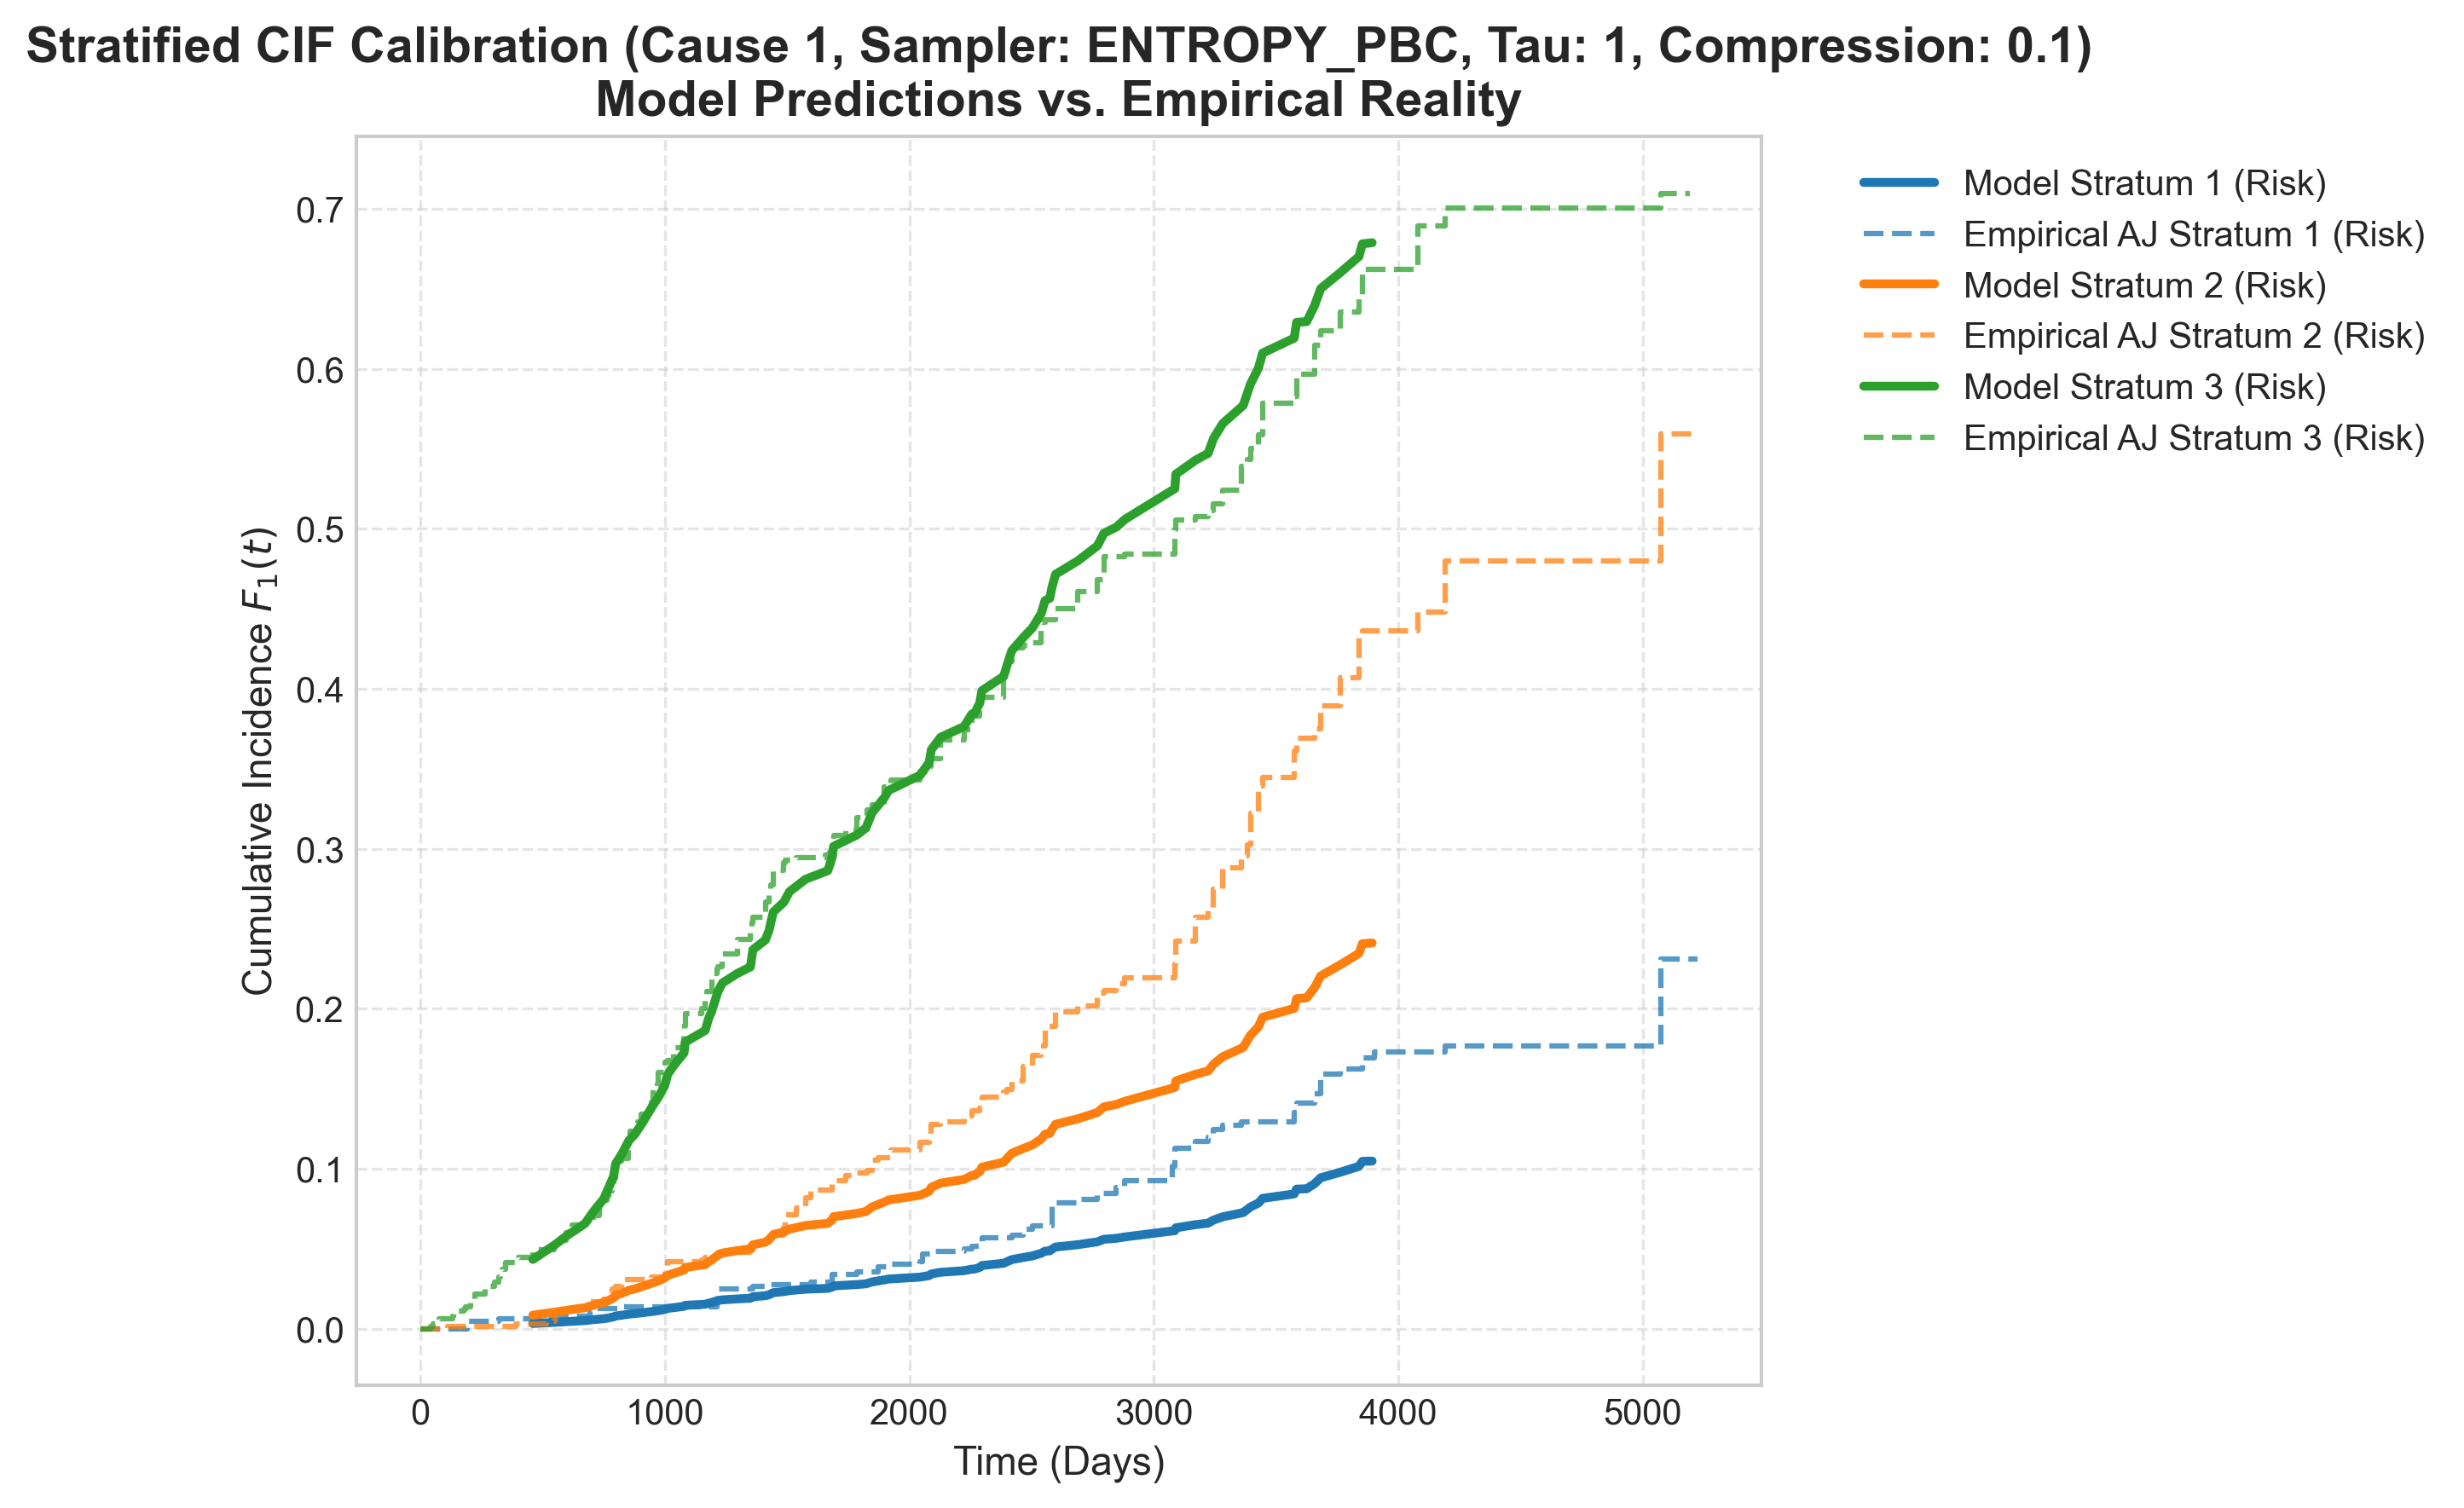 Stratified CIF Calibration (Cause 1, Sampler: ENTROPY_PBC, Tau: 1, Compression: 0.1)
Model Predictions vs. Empirical Reality
Model Stratum 1 (Risk)
Empirical AJ Stratum 1 (Risk)
Model Stratum 2 (Risk)
Empirical AJ Stratum 2 (Risk)
Model Stratum 3 (Risk)
Empirical AJ Stratum 3 (Risk)
Cumulative Incidence F₁(t)
0.7
0.6
0.5
0.4
0.3
0.2
0.1
0.0
0 1000 2000 3000 4000 5000
Time (Days)